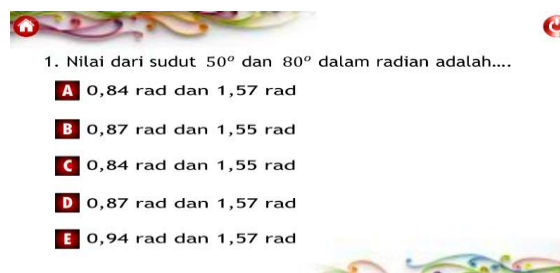 1. Nilai dari sudut 50° dan 80° dalam radian adalah....
A 0,84 rad dan 1,57 rad
B 0,87 rad dan 1,55 rad
C 0,84 rad dan 1,55 rad
D 0,87 rad dan 1,57 rad
E 0,94 rad dan 1,57 rad